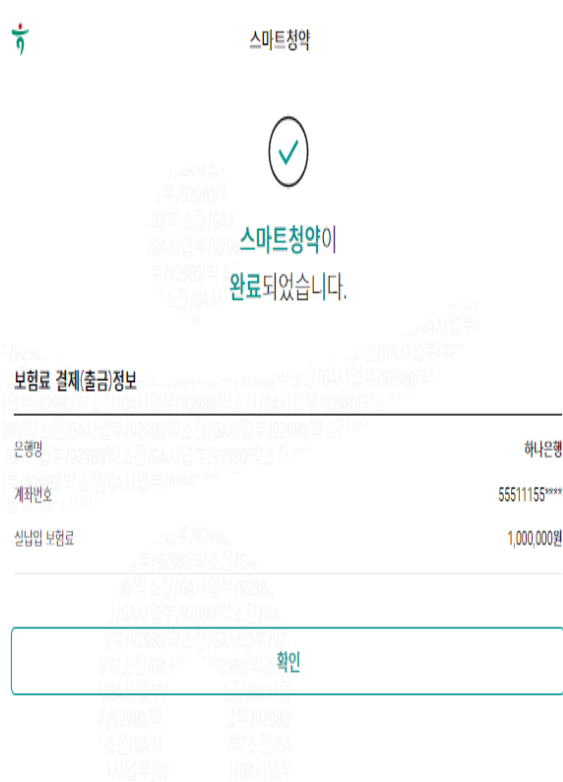 스마트청약
스마트청약이
완료되었습니다.
보험료 결제(출금)정보
은행명 하나은행
계좌번호 55511155****
실납입 보험료 1,000,000원
확인